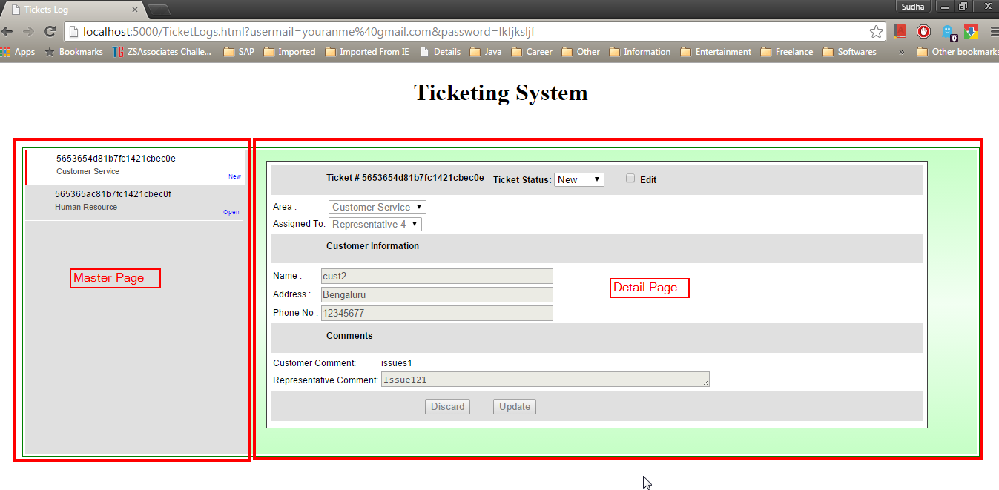 Tickets Log
Sudha
localhost:5000/TicketLogs.html?usermail=youranme%40gmail.com&password=lkfjksljf
0
Apps Bookmarks TG ZSAssociates Challe... SAP Imported Imported From IE Details Java Career Other Information Entertainment Freelance Softwares » Other bookmarks
Ticketing System
5653654d81b7fc1421cbec0e
Customer Service
New
565365ac81b7fc1421cbec0f
Human Resource
Open
Master Page
Ticket # 5653654d81b7fc1421cbec0e Ticket Status: New Edit
Area : Customer Service
Assigned To: Representative 4
Customer Information
Name : cust2
Address : Bengaluru
Phone No : 12345677
Detail Page
Comments
Customer Comment: issues1
Representative Comment: Issue121
Discard Update